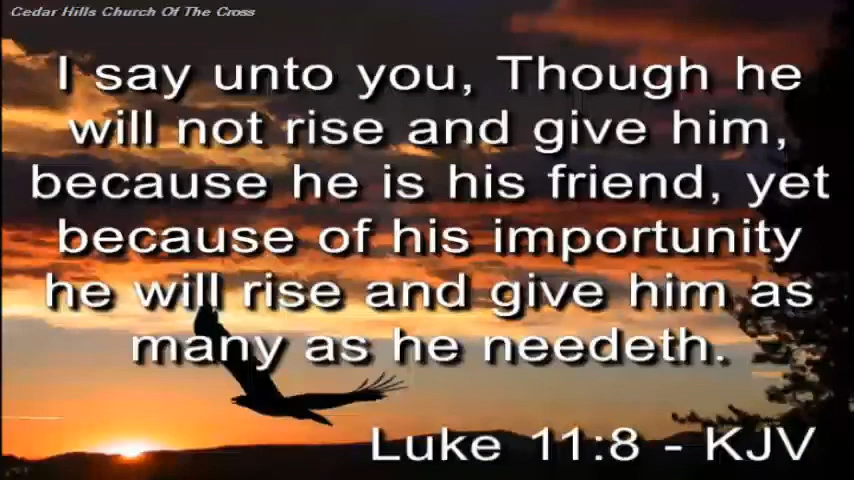 Cedar Hills Church Of The Cross
I say unto you, Though he
will not rise and give him,
because he is his friend, yet
because of his importunity
he will rise and give him as
many as he needeth.
Luke 11:8 - KJV